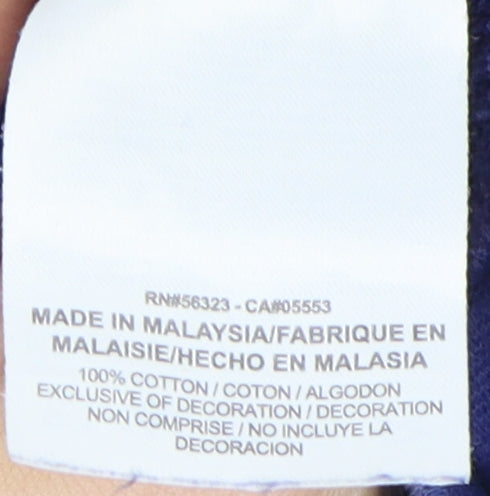 RN#56323 - CA#05553
MADE IN MALAYSIA/FABRIQUE EN
MALAISIE/HECHO EN MALASIA
100% COTTON / COTON / ALGODON
EXCLUSIVE OF DECORATION / DECORATION
NON COMPRISE / NO INCLUYE LA
DECORACION